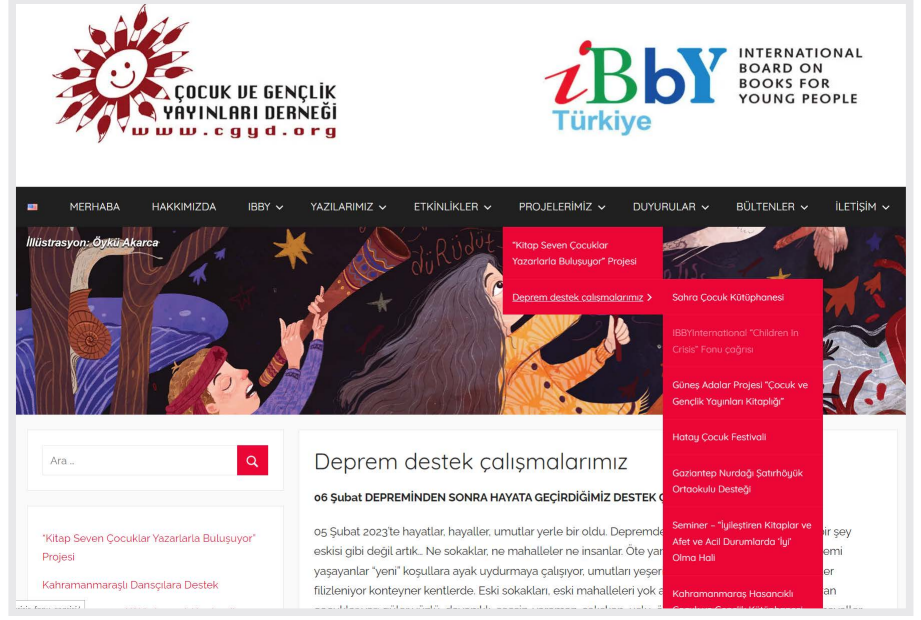 ÇOCUK VE GENÇLİK
YAYINLARI DERNEĞİ
www.cgyd.org
iBbY
Türkiye
INTERNATIONAL
BOARD ON
BOOKS FOR
YOUNG PEOPLE
MERHABA HAKKIMIZDA IBBY YAZILARIMIZ ETKİNLİKLER PROJELERİMİZ DUYURULAR BÜLTENLER İLETİŞİM
İllüstrasyon: Öykü Akarca
dÜRÜdÜt
"Kitap Seven Çocuklar
Yazarlarla Buluşuyor" Projesi
Deprem destek çalışmalarımız
Sahra Çocuk Kütüphanesi
IBBYInternational "Children In
Crisis" Fonu çağrısı
Güneş Adalar Projesi "Çocuk ve
Gençlik Yayınları Kitaplığı"
Hatay Çocuk Festivali
Gaziantep Nurdağı Şatırhöyük
Ortaokulu Desteği
Seminer – "İyileştiren Kitaplar ve
Afet ve Acil Durumlarda 'İyi'
Olma Hali
Kahramanmaraş Hasancıklı
Ara …
"Kitap Seven Çocuklar Yazarlarla Buluşuyor"
Projesi
Kahramanmaraşlı Dansçılara Destek
Deprem destek çalışmalarımız
06 Şubat DEPREMİNDEN SONRA HAYATA GEÇİRDİĞİMİZ DESTEK
05 Şubat 2023'te hayatlar, hayaller, umutlar yerle bir oldu. bir şey
eskisi gibi değil artık… Ne sokaklar, ne mahalleler ne insanlar. Öte
yaşayanlar "yeni" koşullara ayak uydurmaya çalışıyor, umutları
filizleniyor konteyner kentlerde. Eski sokakları, eski mahalleleri yok